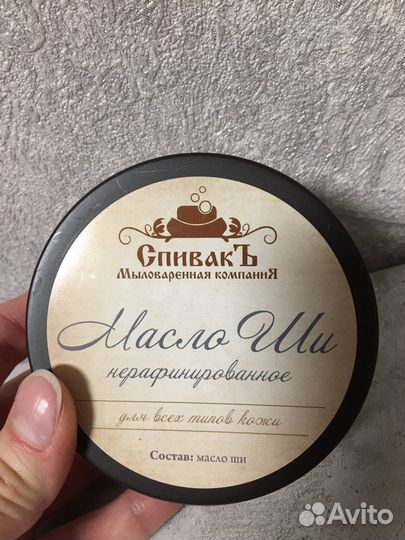 СпивакЪ
Мыловаренная компаниЯ
Масло Ши
нерафинированное
для всех типов кожи
Состав: масло ши
Avito